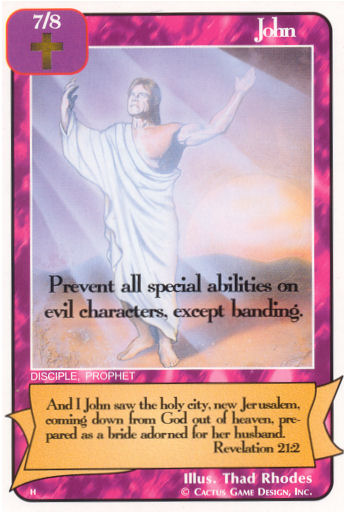 7/8
John
Prevent all special abilities on
evil characters, except banding.
DISCIPLE, PROPHET
And I John saw the holy city, new Jerusalem,
coming down from God out of heaven, pre-
pared as a bride adorned for her husband.
Revelation 21:2
Illus. Thad Rhodes
H
© Cactus Game Design, Inc.